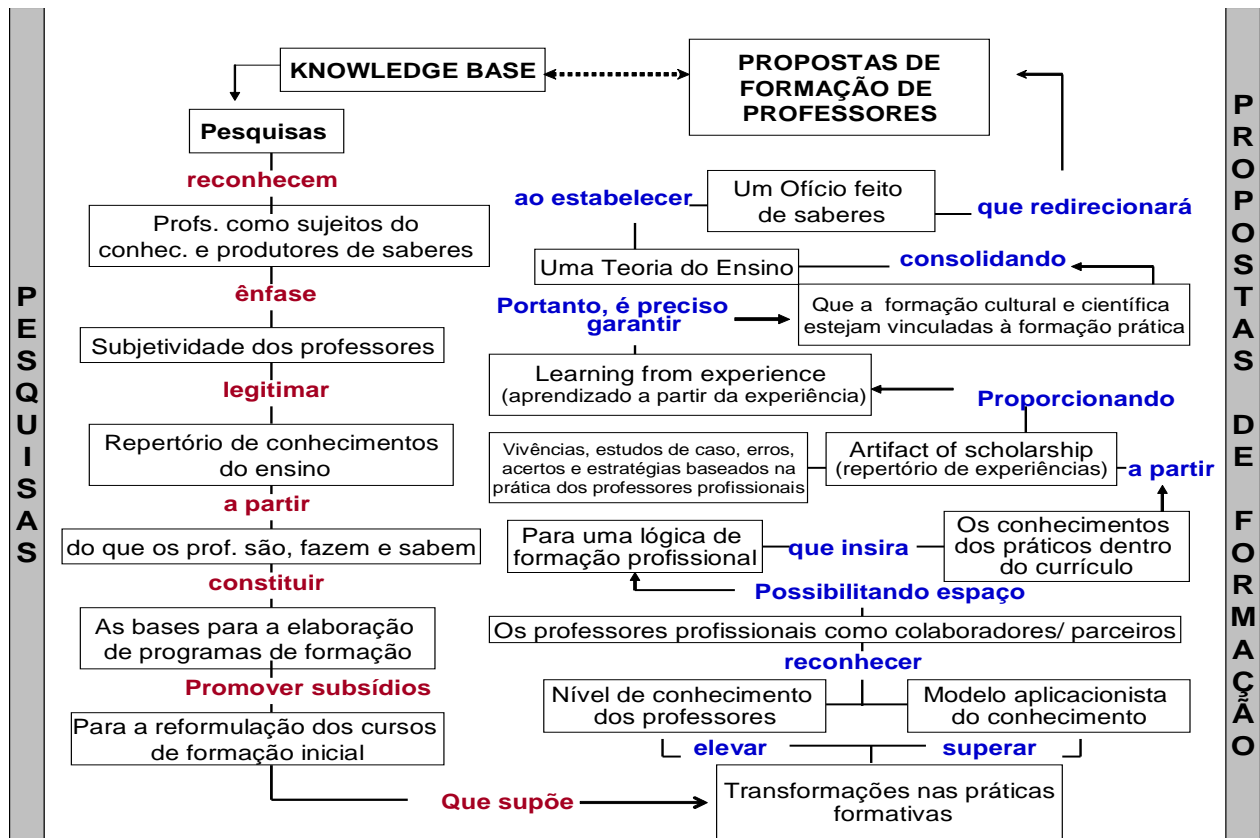 PESQUISAS
KNOWLEDGE BASE
Pesquisas
reconhecem
Profs. como sujeitos do
conhec. e produtores de saberes
ênfase
Subjetividade dos professores
legitimar
Repertório de conhecimentos
do ensino
a partir
do que os prof. são, fazem e sabem
constituir
As bases para a elaboração
de programas de formação
Promover subsídios
Para a reformulação dos cursos
de formação inicial
Que supõe
Transformações nas práticas
formativas
elevar
superar
Nível de conhecimento
dos professores
Modelo aplicacionista
do conhecimento
reconhecer
Os professores profissionais como colaboradores/ parceiros
Possibilitando espaço
Para uma lógica de
formação profissional
que insira
Os conhecimentos
dos práticos dentro
do currículo
a partir
Artifact of scholarship
(repertório de experiências)
Vivências, estudos de caso, erros,
acertos e estratégias baseados na
prática dos professores profissionais
Proporcionando
Learning from experience
(aprendizado a partir da experiência)
Portanto, é preciso
garantir
Que a formação cultural e científica
estejam vinculadas à formação prática
consolidando
Uma Teoria do Ensino
ao estabelecer
Um Ofício feito
de saberes
que redirecionará
PROPOSTAS DE
FORMAÇÃO DE
PROFESSORES
PROPOSTAS DE FORMAÇÃO